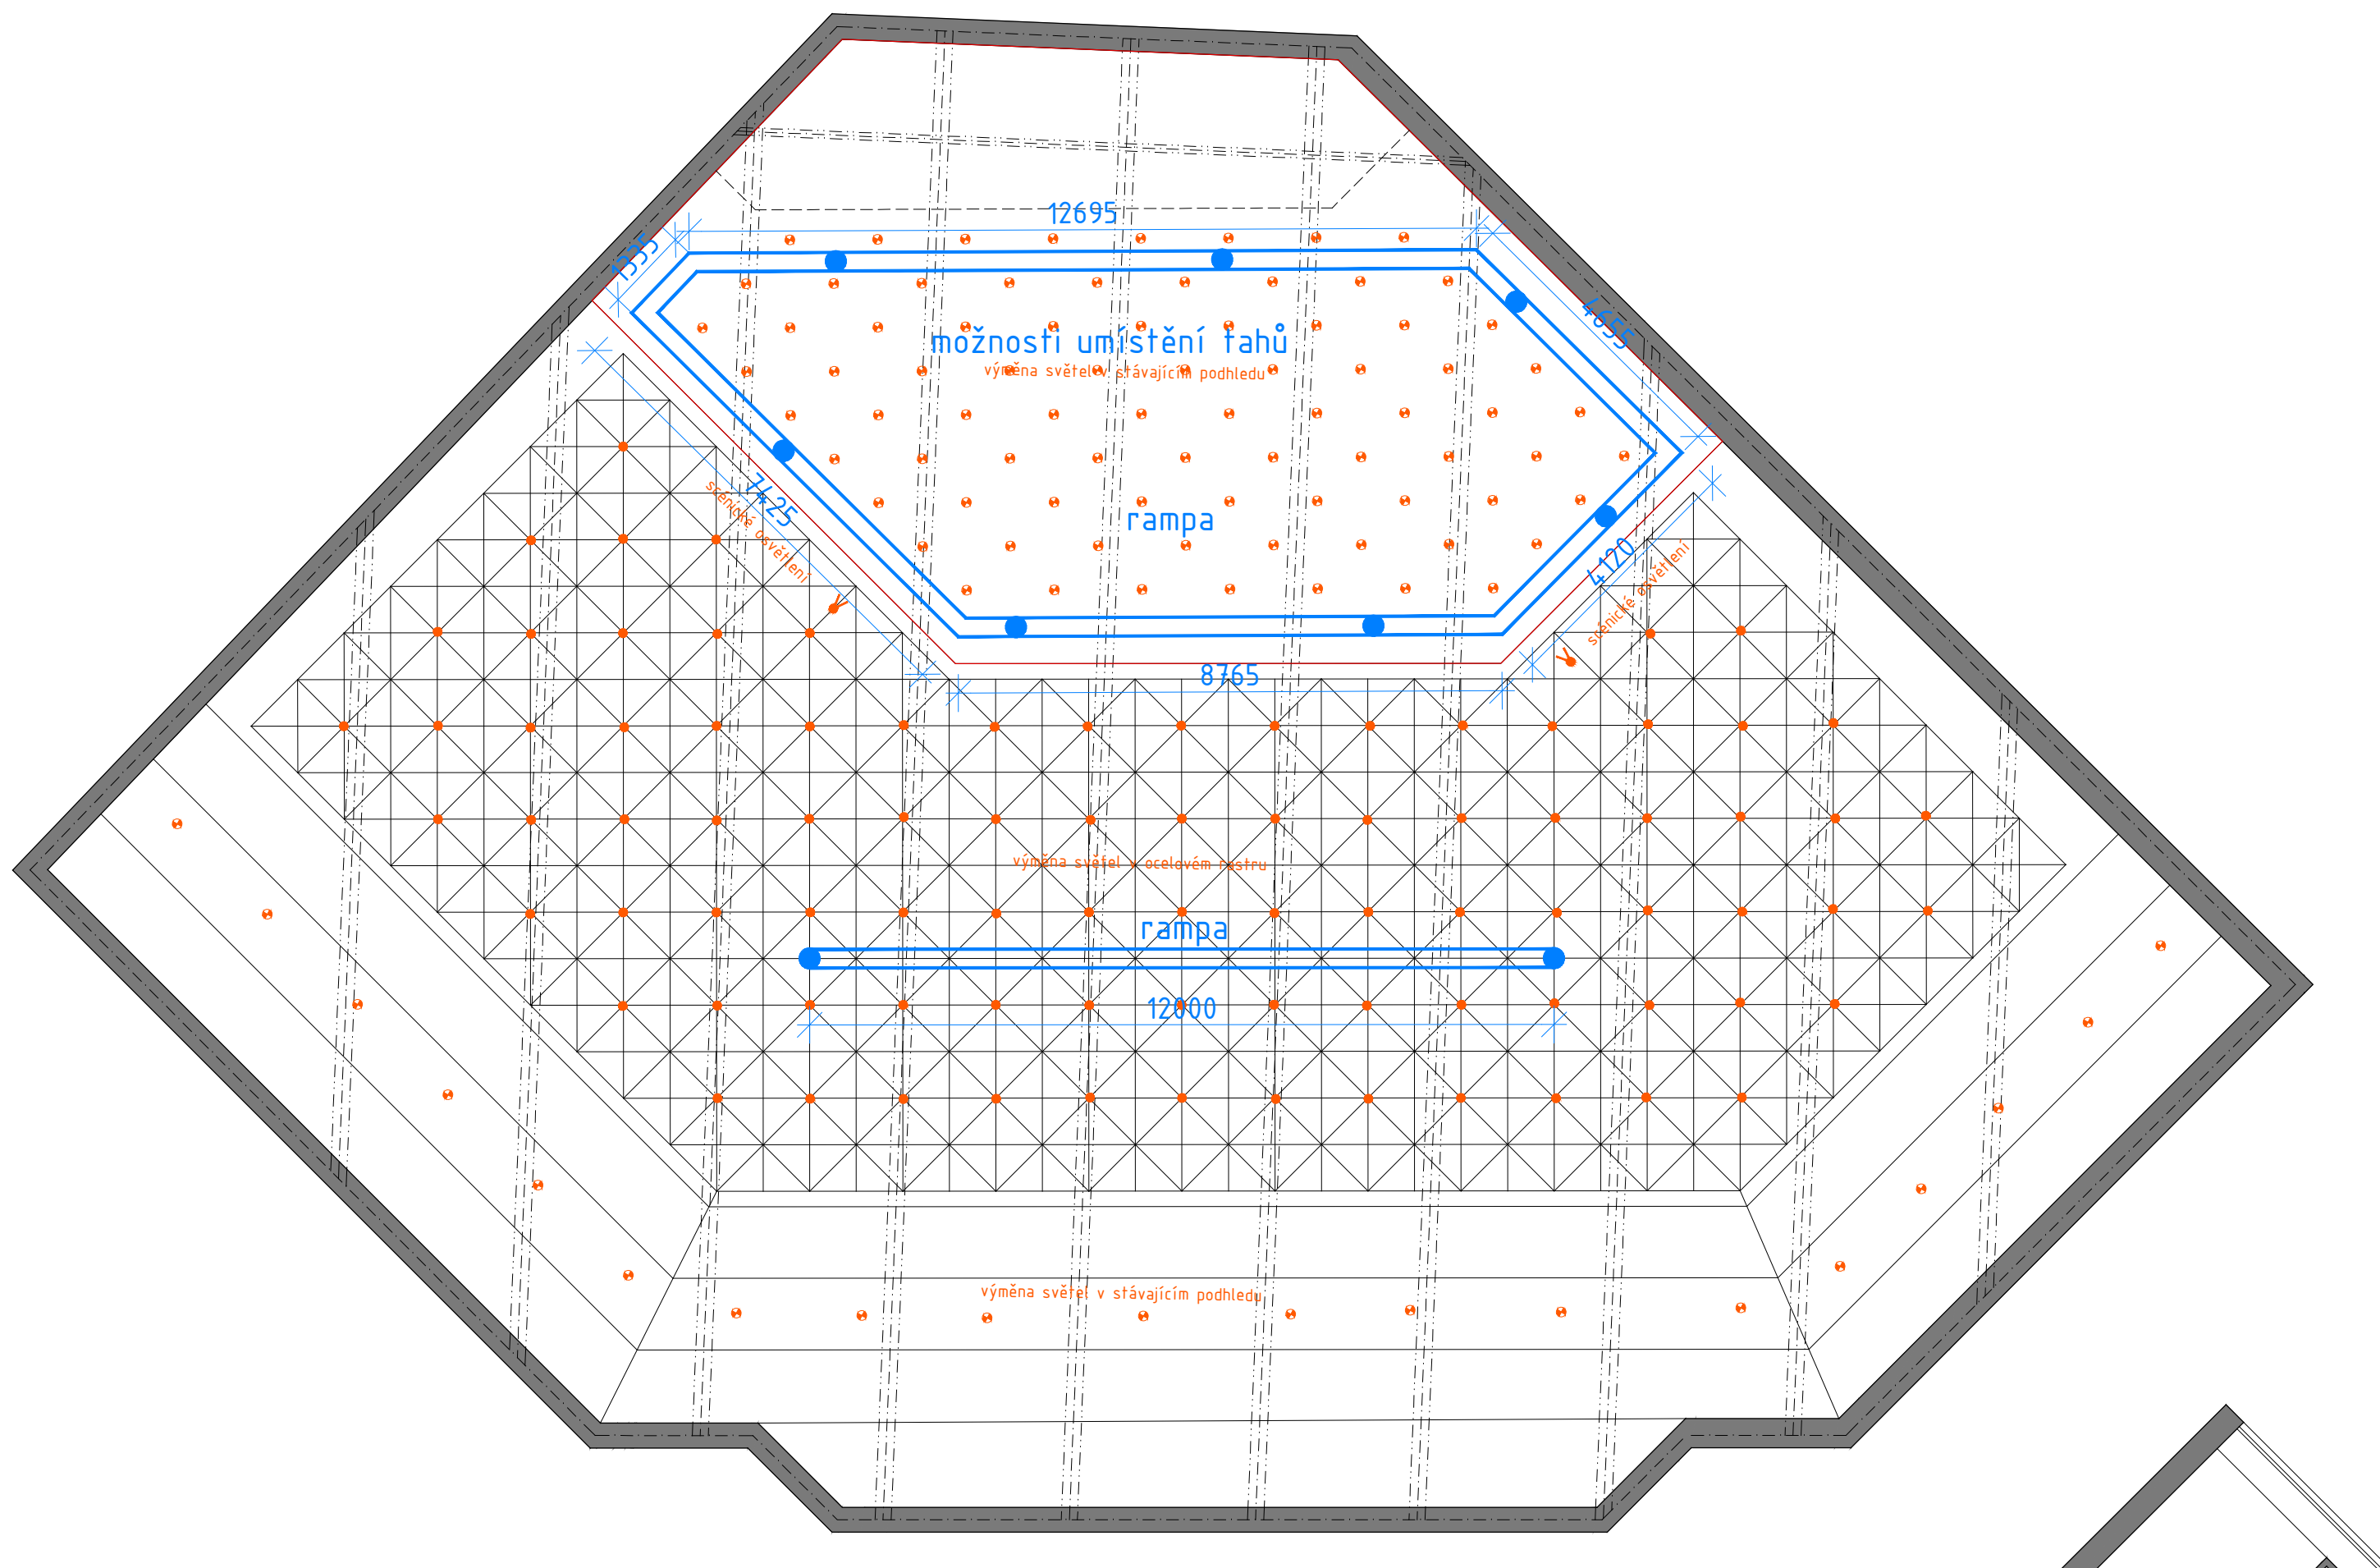 12695
1335
4655
možnosti umístění tahů
výměna světel v stávajícím podhledu
7425
scénické osvětlení
rampa
4120
scénické osvětlení
8765
výměna světel v ocelovém rastru
rampa
12000
výměna světel v stávajícím podhledu